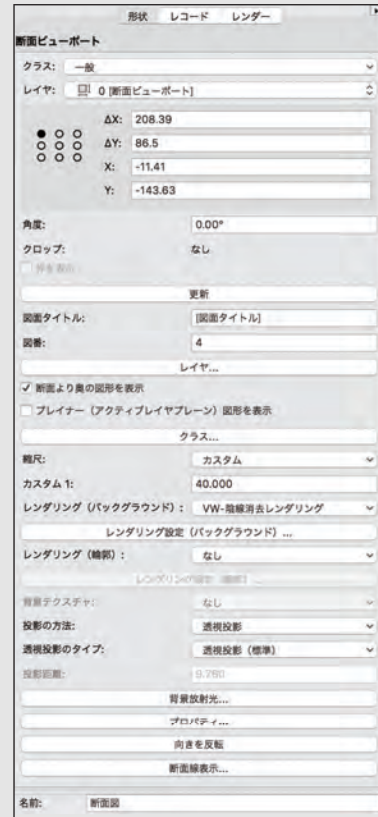 形状 レコード レンダー
断面ビューポート
クラス: 一般
レイヤ: 0 [断面ビューポート]
ΔX: 208.39
ΔY: 86.5
X: -11.41
Y: -143.63
角度: 0.00°
クロップ: なし
枠を表示
更新
図面タイトル: [図面タイトル]
図番: 4
レイヤ...
断面より奥の図形を表示
プレイナー（アクティブレイヤプレーン）図形を表示
クラス...
縮尺: カスタム
カスタム 1: 40.000
レンダリング（バックグラウンド）: VW-陰線消去レンダリング
レンダリング設定（バックグラウンド）...
レンダリング（輪郭）: なし
背景テクスチャ: なし
投影の方法: 透視投影
透視投影のタイプ: 透視投影（標準）
投影距離: 9.760
背景放射光...
プロパティ...
向きを反転
断面線表示...
名前: 断面図